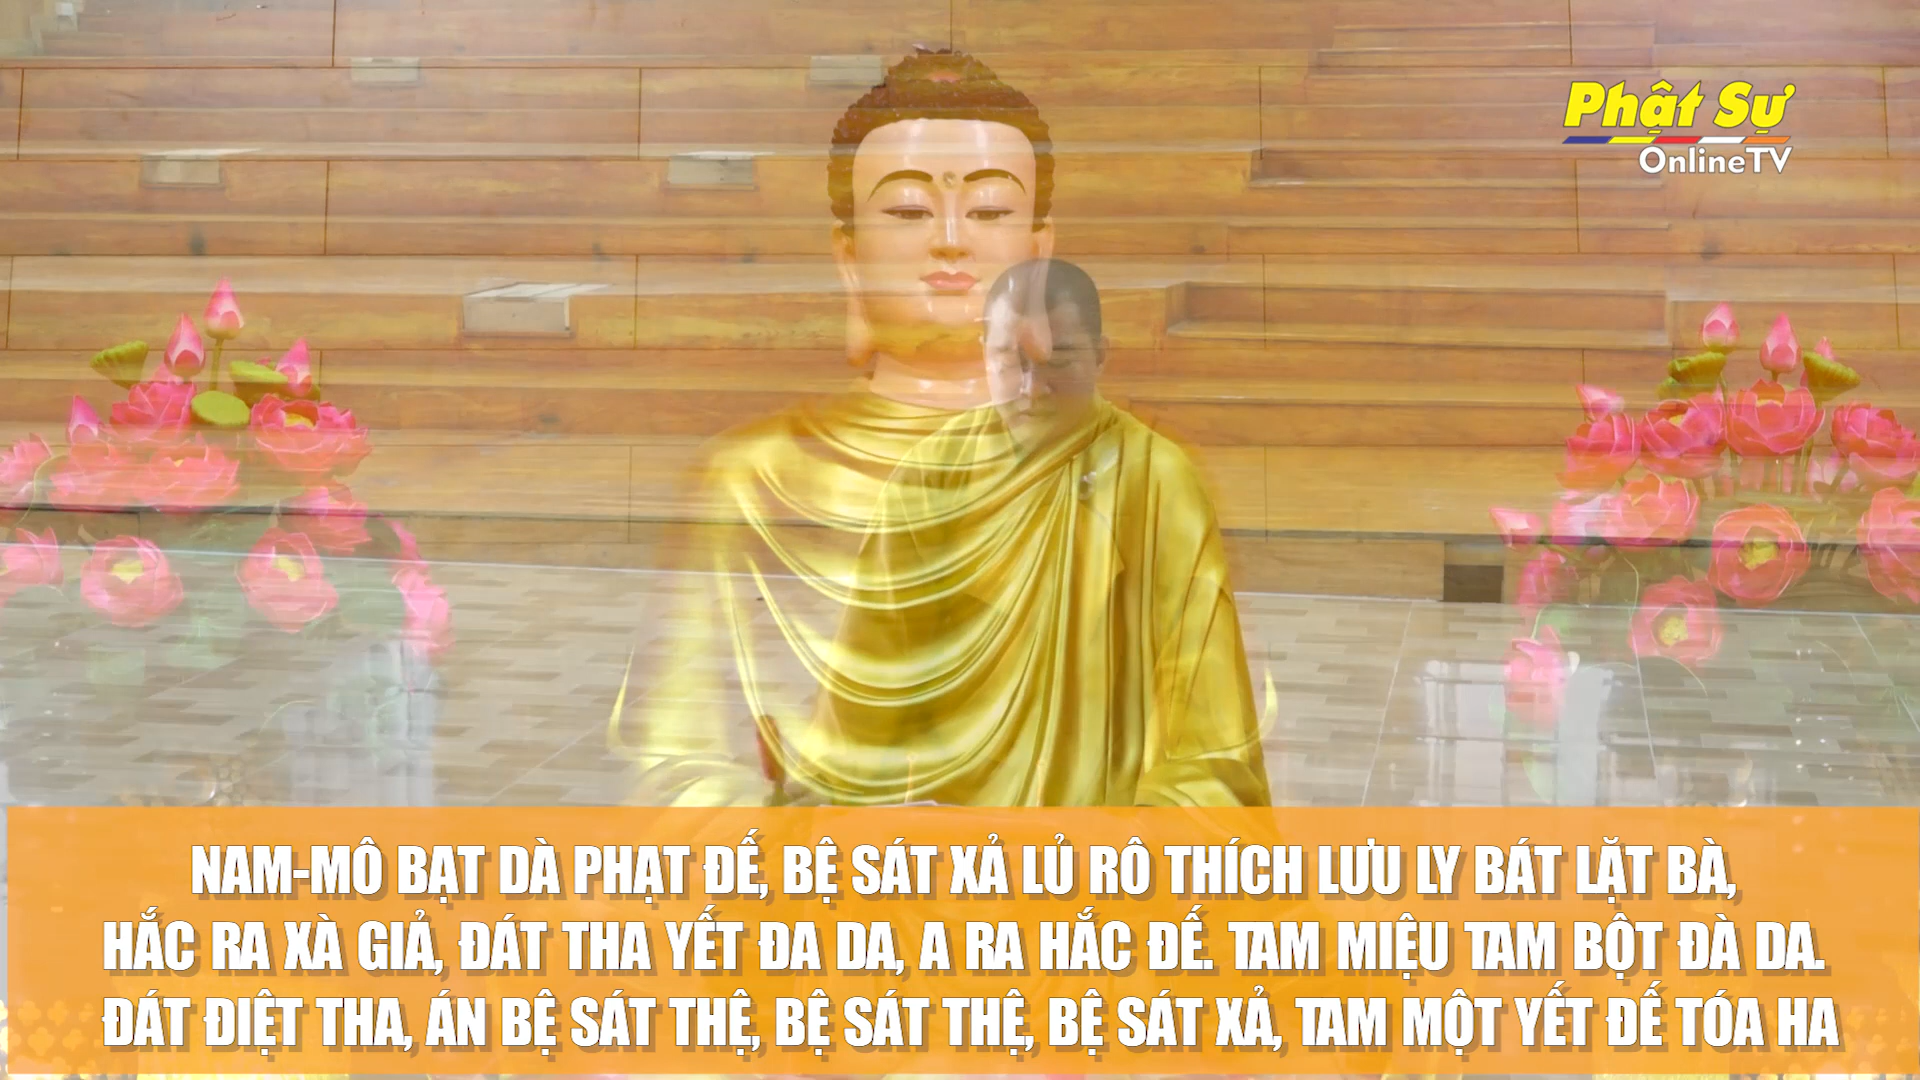 Phật Sự
OnlineTV
NAM-MÔ BẠT DÀ PHẠT ĐẾ, BỆ SÁT XẢ LỦ RÔ THÍCH LƯU LY BÁT LẶT BÀ,
HẮC RA XÀ GIẢ, ĐÁT THA YẾT ĐA DA, A RA HẮC ĐẾ. TAM MIỆU TAM BỘT ĐÀ DA.
ĐÁT ĐIỆT THA, ÁN BỆ SÁT THỆ, BỆ SÁT THỆ, BỆ SÁT XẢ, TAM MỘT YẾT ĐẾ TÓA HA